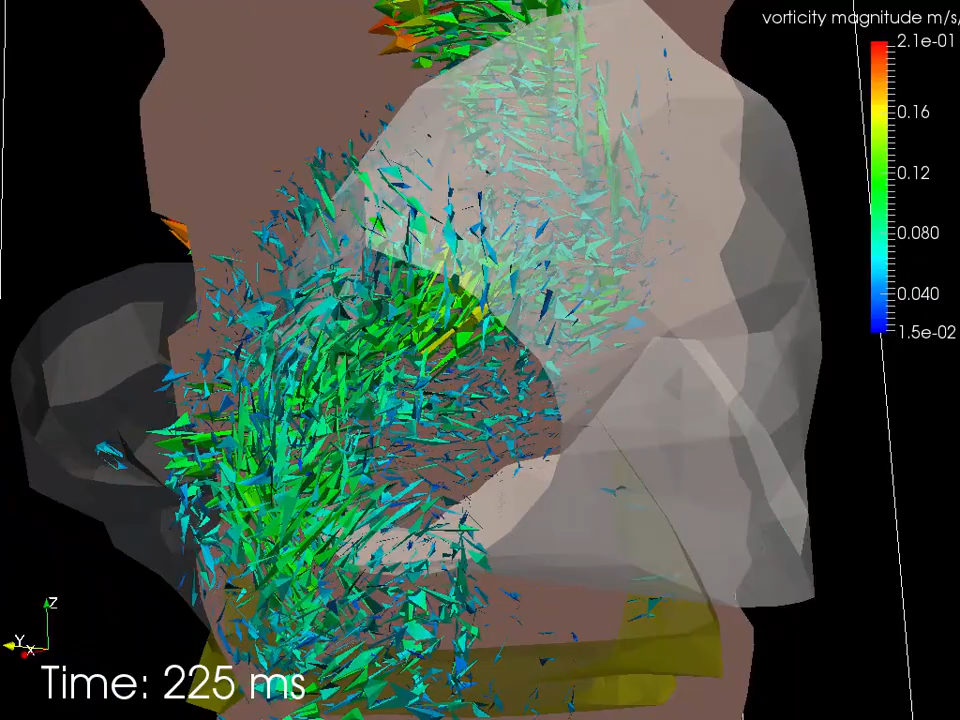 vorticity magnitude m/s/
2.1e-01
0.16
0.12
0.080
0.040
1.5e-02
Z
Y
X
Time: 225 ms